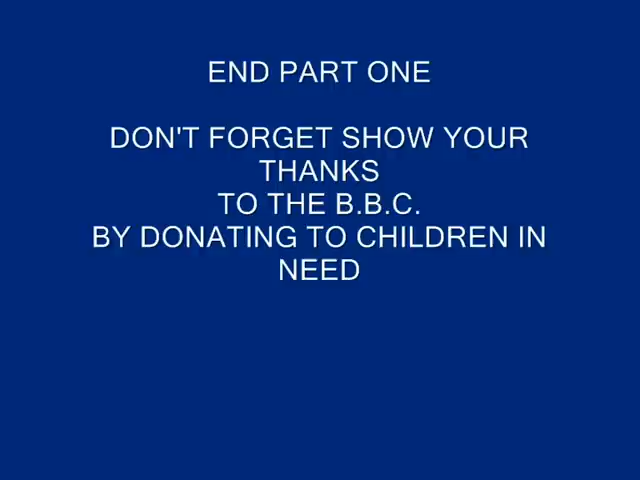 END PART ONE
DON'T FORGET SHOW YOUR
THANKS
TO THE B.B.C.
BY DONATING TO CHILDREN IN
NEED